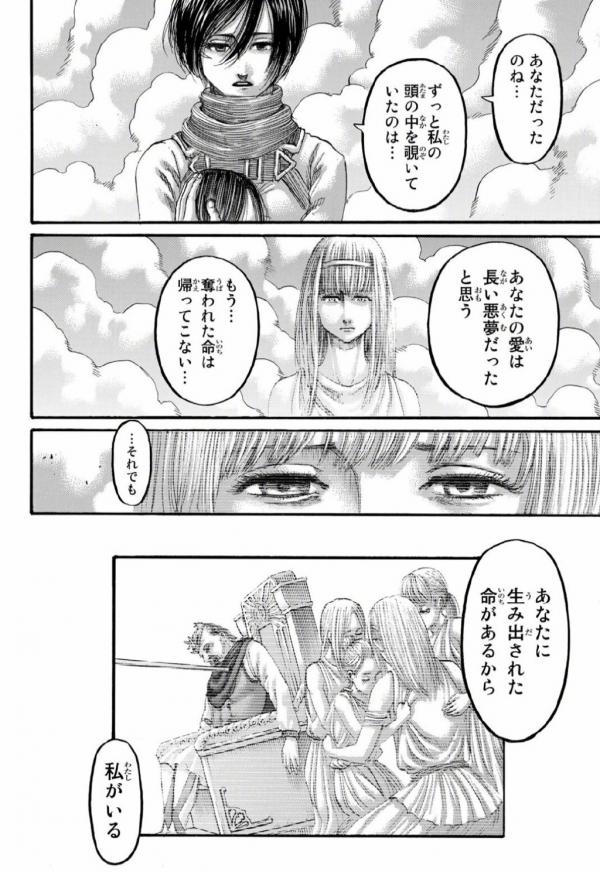 あなただった
のね…
ずっと私の
頭の中を覗いて
いたのは…
あなたの愛は
長い悪夢だった
と思う
もう…
奪われた命は
帰ってこない…
…それでも
あなたに
生み出された
命があるから
私がいる